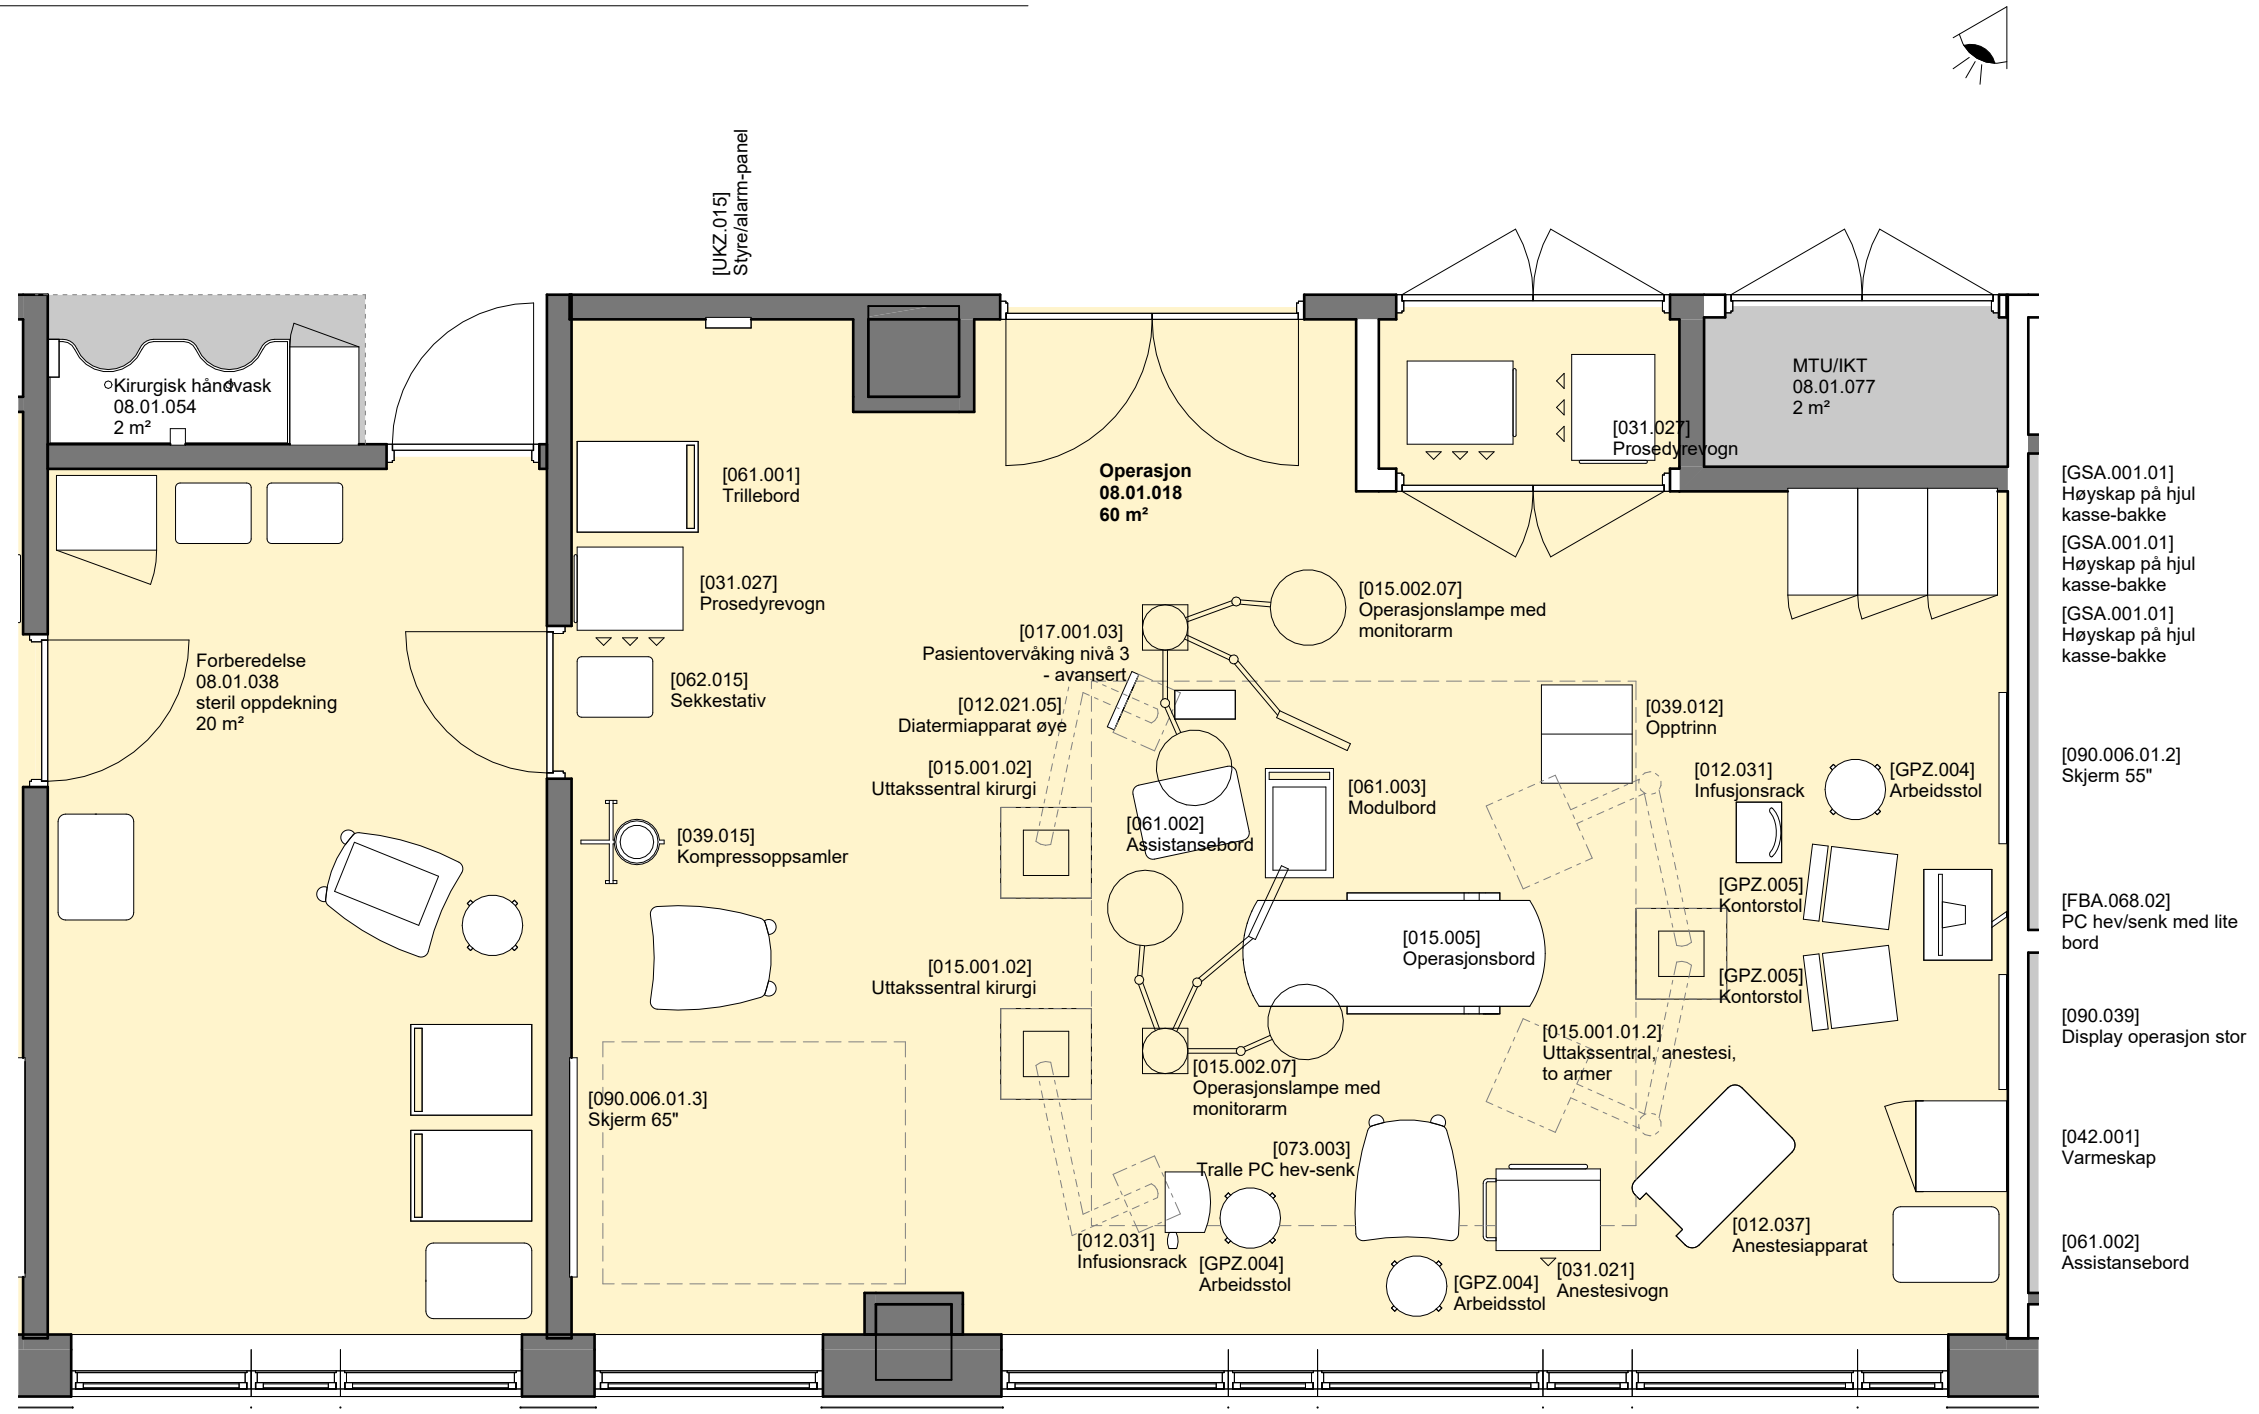 [UKZ.015]
Styre/alarm-panel
Kirurgisk håndvask
08.01.054
2 m²
MTU/IKT
08.01.077
2 m²
[031.027]
Prosedyrevogn
[061.001]
Trillebord
Operasjon
08.01.018
60 m²
[GSA.001.01]
Høyskap på hjul
kasse-bakke
[GSA.001.01]
Høyskap på hjul
kasse-bakke
[GSA.001.01]
Høyskap på hjul
kasse-bakke
[031.027]
Prosedyrevogn
[015.002.07]
Operasjonslampe med
monitorarm
[017.001.03]
Pasientovervåking nivå 3
- avansert
Forberedelse
08.01.038
steril oppdekning
20 m²
[062.015]
Sekkestativ
[012.021.05]
Diatermiapparat øye
[039.012]
Opptrinn
[015.001.02]
Uttakssentral kirurgi
[061.003]
Modulbord
[012.031]
Infusjonsrack
[GPZ.004]
Arbeidsstol
[090.006.01.2]
Skjerm 55"
[061.002]
Assistansebord
[039.015]
Kompressoppsamler
[GPZ.005]
Kontorstol
[FBA.068.02]
PC hev/senk med lite
bord
[015.005]
Operasjonsbord
[015.001.02]
Uttakssentral kirurgi
[GPZ.005]
Kontorstol
[090.039]
Display operasjon stor
[015.001.01.2]
Uttakssentral, anestesi,
to armer
[015.002.07]
Operasjonslampe med
monitorarm
[090.006.01.3]
Skjerm 65"
[073.003]
Tralle PC hev-senk
[042.001]
Varmeskap
[012.037]
Anestesiapparat
[012.031]
Infusionsrack
[GPZ.004]
Arbeidsstol
[GPZ.004]
Arbeidsstol
[031.021]
Anestesivogn
[061.002]
Assistansebord